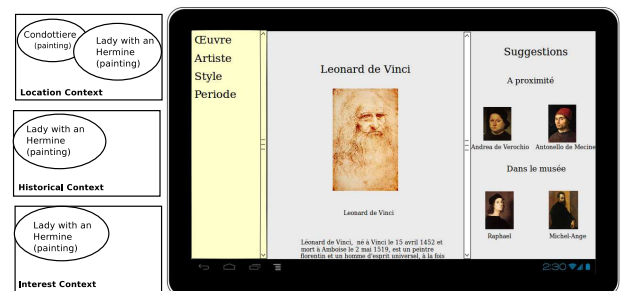 Condottiere
(painting)
Lady with an
Hermine
(painting)
Location Context
Lady with an
Hermine
(painting)
Historical Context
Lady with an
Hermine
(painting)
Interest Context
Œuvre
Artiste
Style
Periode
Leonard de Vinci
Leonard de Vinci
Léonard de Vinci, né à Vinci le 15 avril 1452 et
mort à Amboise le 2 mai 1519, est un peintre
florentin et un homme d'esprit universel, à la fois
Suggestions
A proximité
Andrea de Verochio
Antonello de Mecine
Dans le musée
Raphael
Michel-Ange
2:30